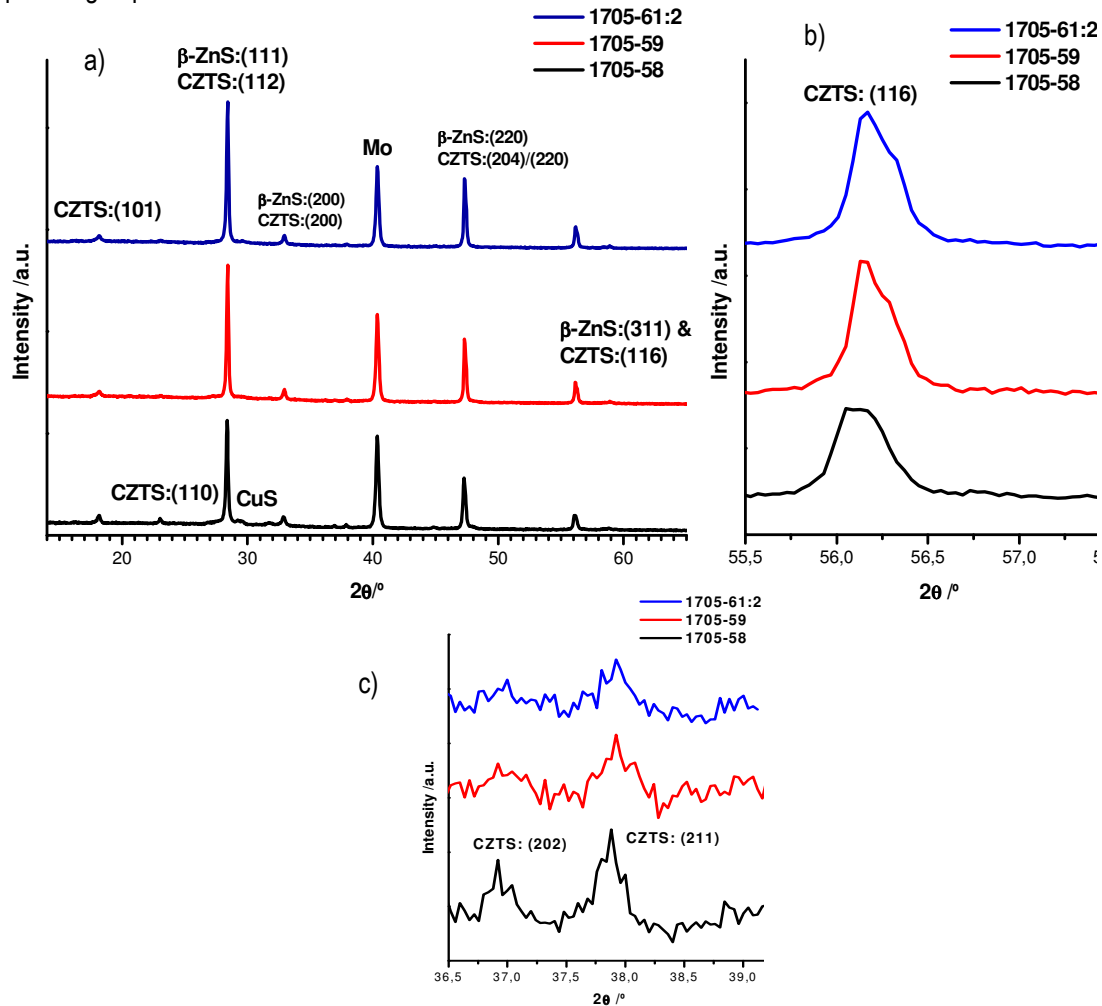 1705-61:2
1705-59
1705-58
a)
β-ZnS:(111)
CZTS:(112)
Mo
β-ZnS:(220)
CZTS:(204)/(220)
β-ZnS:(200)
CZTS:(200)
CZTS:(101)
β-ZnS:(311) &
CZTS:(116)
CZTS:(110)
CuS
Intensity /a.u.
20 30 40 50 60
2θ/º
b)
1705-61:2
1705-59
1705-58
CZTS: (116)
Intensity /a.u.
55,5 56,0 56,5 57,0
2θ /º
1705-61:2
1705-59
1705-58
c)
CZTS: (202)
CZTS: (211)
Intensity /a.u.
36,5 37,0 37,5 38,0 38,5 39,0
2θ /º